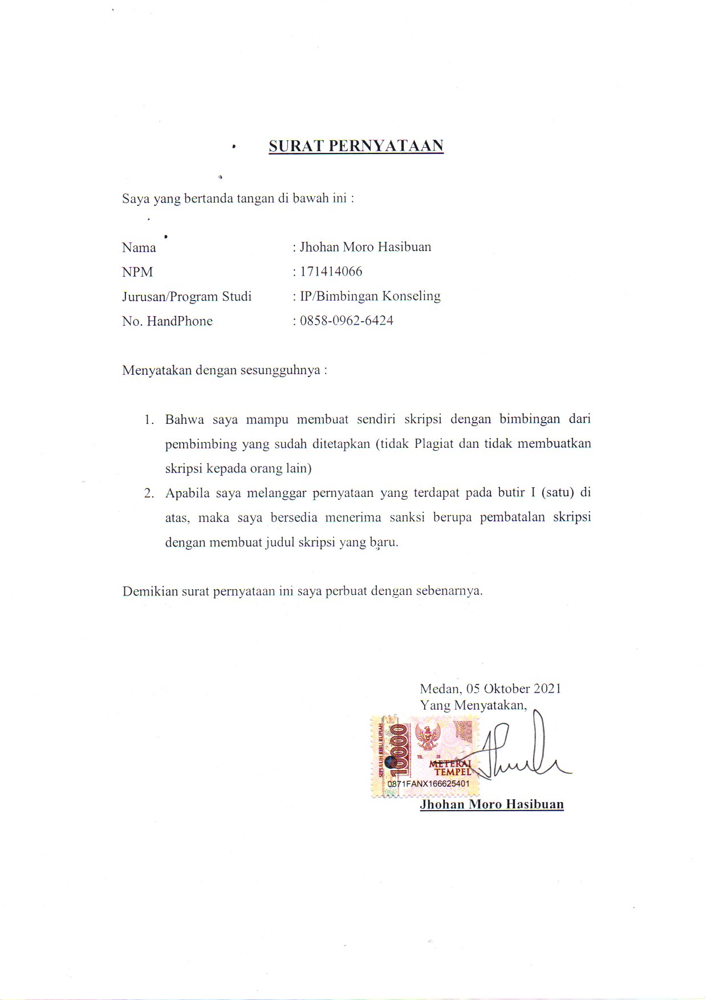 SURAT PERNYATAAN
Saya yang bertanda tangan di bawah ini :
Nama : Jhohan Moro Hasibuan
NPM : 171414066
Jurusan/Program Studi : IP/Bimbingan Konseling
No. HandPhone : 0858-0962-6424
Menyatakan dengan sesungguhnya :
1. Bahwa saya mampu membuat sendiri skripsi dengan bimbingan dari
pembimbing yang sudah ditetapkan (tidak Plagiat dan tidak membuatkan
skripsi kepada orang lain)
2. Apabila saya melanggar pernyataan yang terdapat pada butir I (satu) di
atas, maka saya bersedia menerima sanksi berupa pembatalan skripsi
dengan membuat judul skripsi yang baru.
Demikian surat pernyataan ini saya perbuat dengan sebenarnya.
Medan, 05 Oktober 2021
Yang Menyatakan,
SEPULUH RIBU RUPIAH
10000
TGL 20
METERAI
TEMPEL
0871FANX166625401
Jhohan Moro Hasibuan